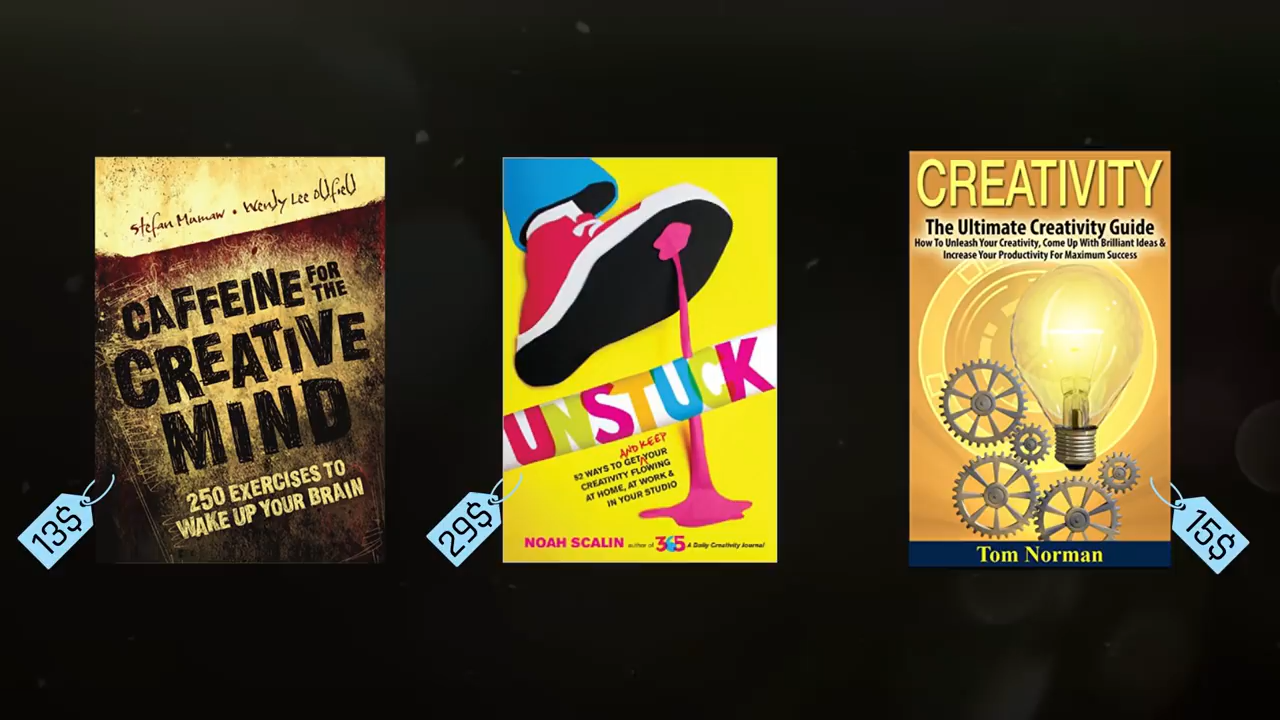 Stefan Mumaw • Wendy Lee Oldfield
CAFFEINE FOR
THE
CREATIVE
MIND
250 EXERCISES TO
WAKE UP YOUR BRAIN
13$
UNSTUCK
AND KEEP
52 WAYS TO GET YOUR
CREATIVITY FLOWING
AT HOME, AT WORK &
IN YOUR STUDIO
NOAH SCALIN author of 365 A Daily Creativity Journal
29$
CREATIVITY
The Ultimate Creativity Guide
How To Unleash Your Creativity, Come Up With Brilliant Ideas &
Increase Your Productivity For Maximum Success
Tom Norman
15$